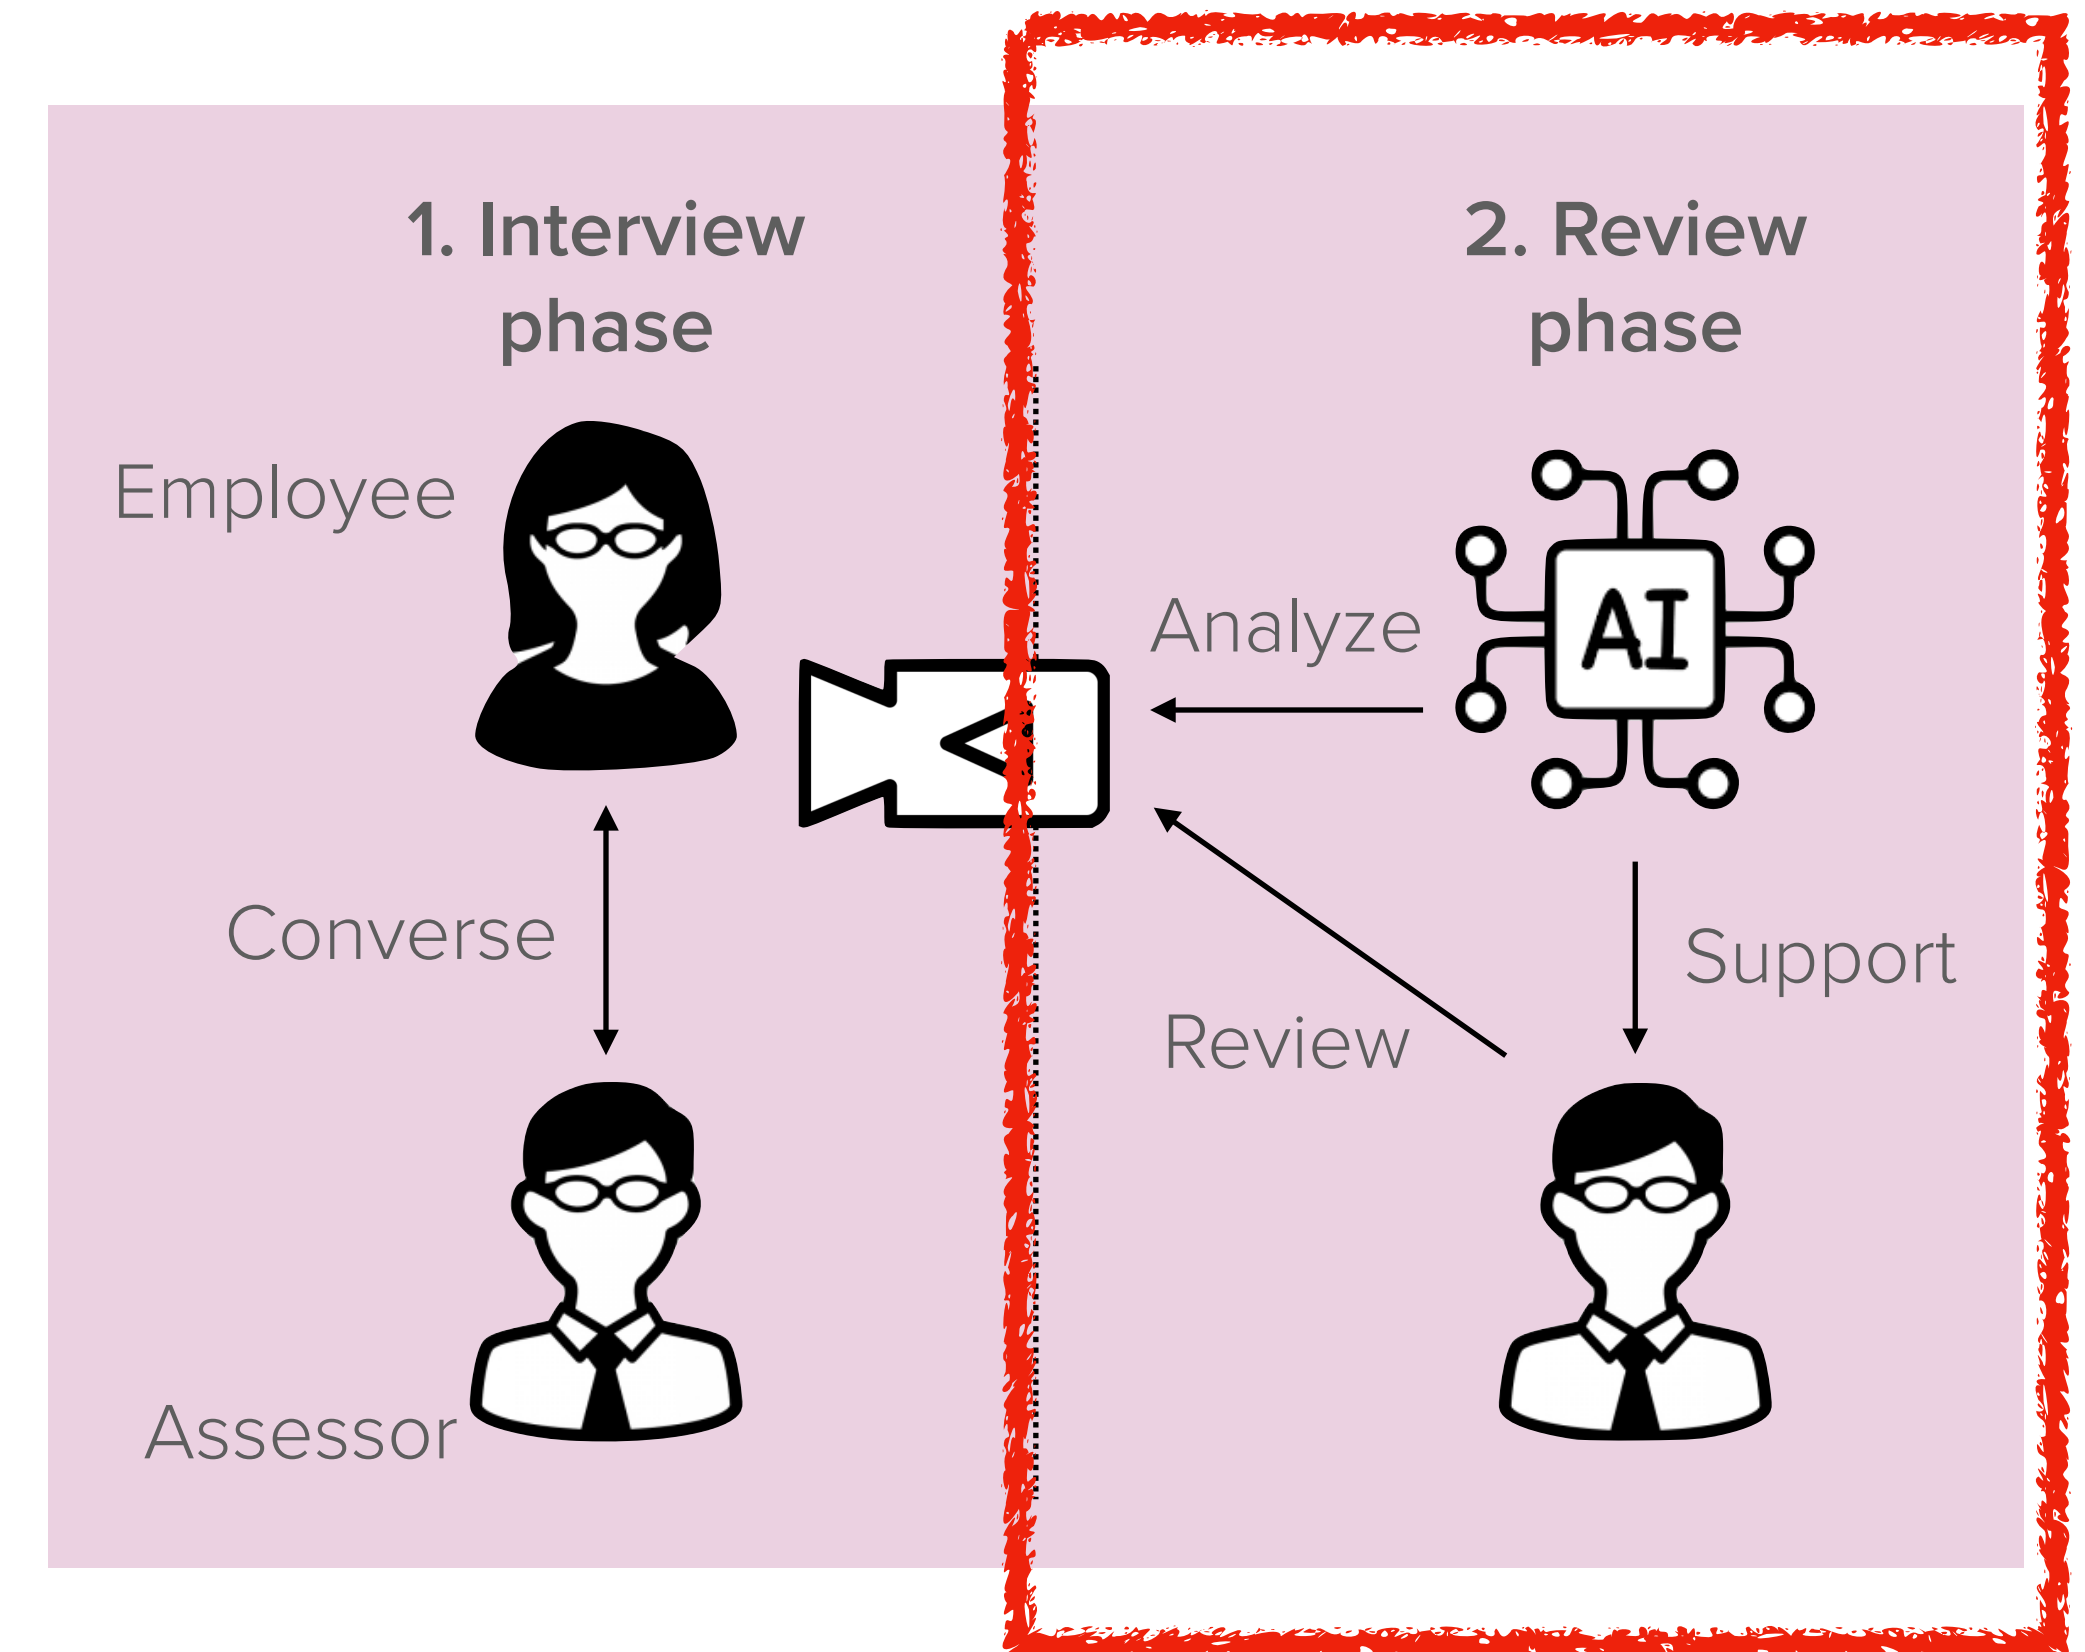 1. Interview
phase
Employee
Converse
Assessor
2. Review
phase
Analyze
AI
Support
Review